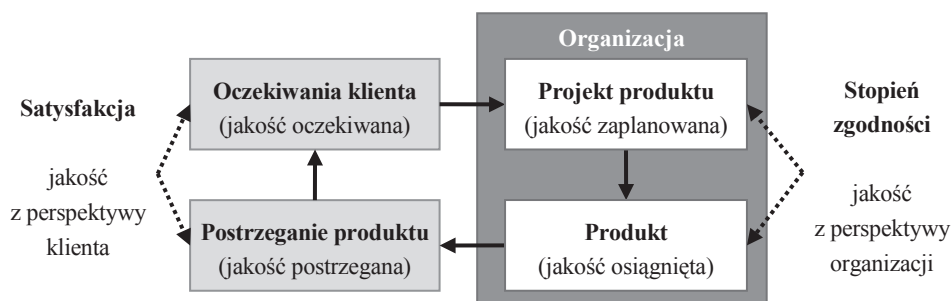 Organizacja
Satysfakcja
jakość
z perspektywy
klienta
Oczekiwania klienta
(jakość oczekiwana)
Projekt produktu
(jakość zaplanowana)
Postrzeganie produktu
(jakość postrzegana)
Produkt
(jakość osiągnięta)
Stopień
zgodności
jakość
z perspektywy
organizacji